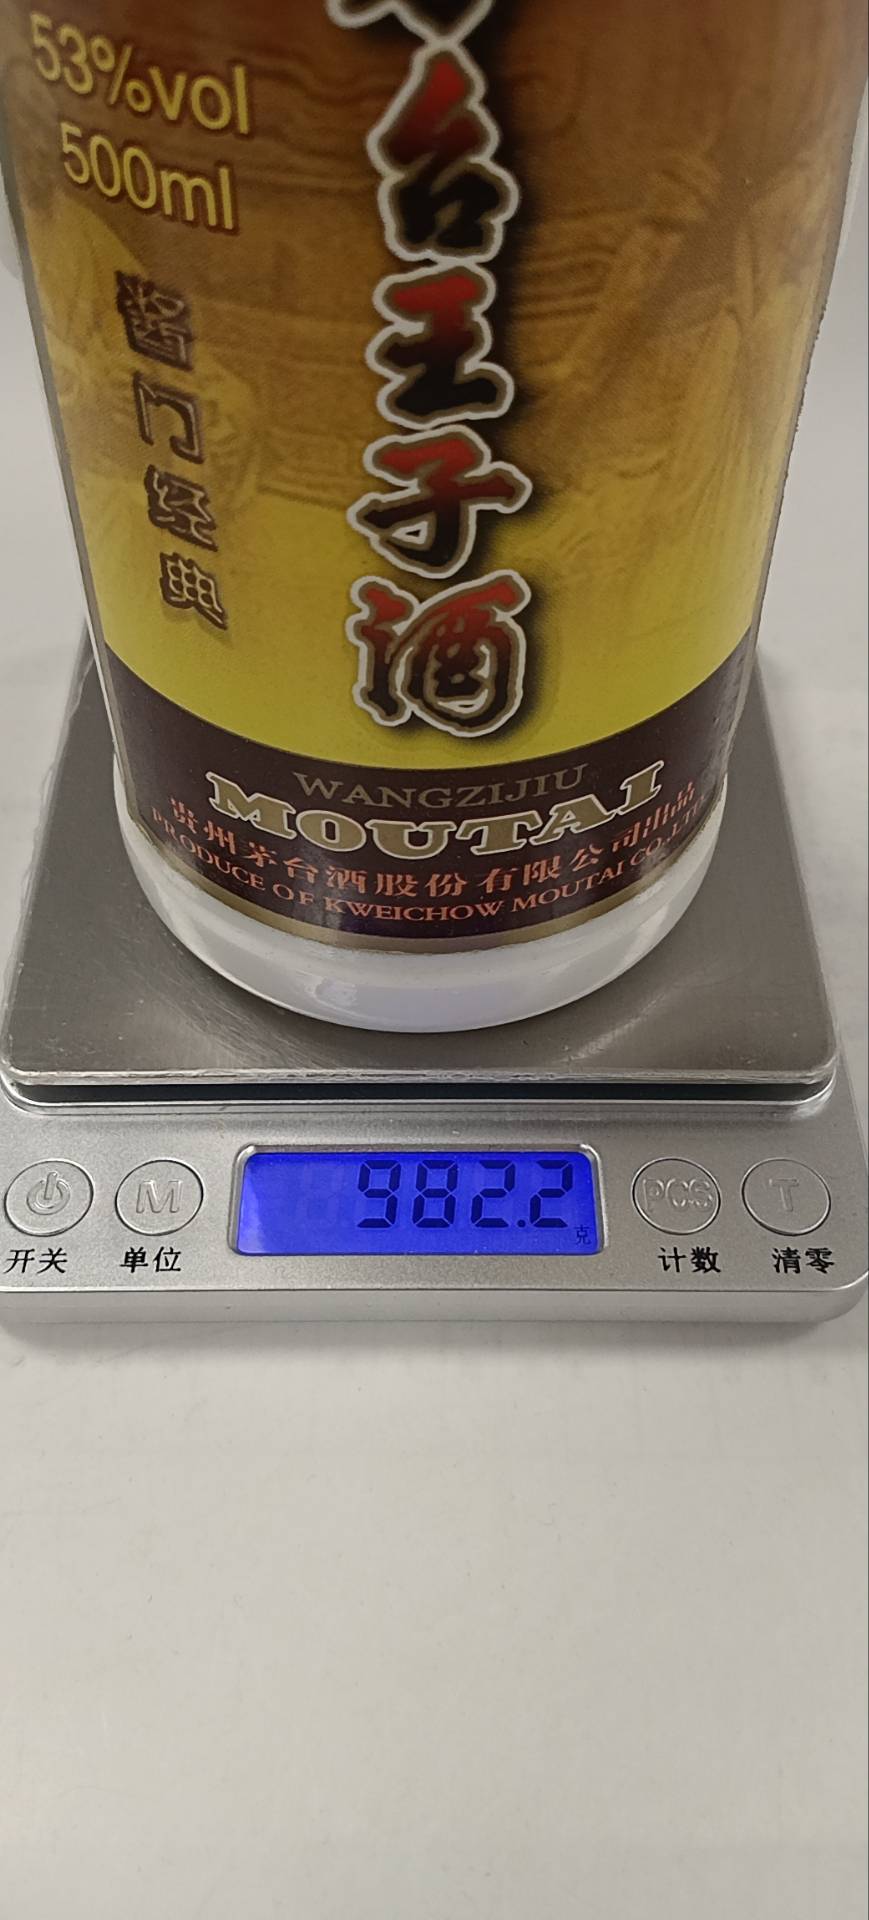 53%vol
500ml
酱门经典
台王子酒
WANGZIJIU
MOUTAI
贵州茅台酒股份有限公司出品
PRODUCE OF KWEICHOW MOUTAI CO.,LTD
982.2
克
M
PCS
T
开关
单位
计数
清零